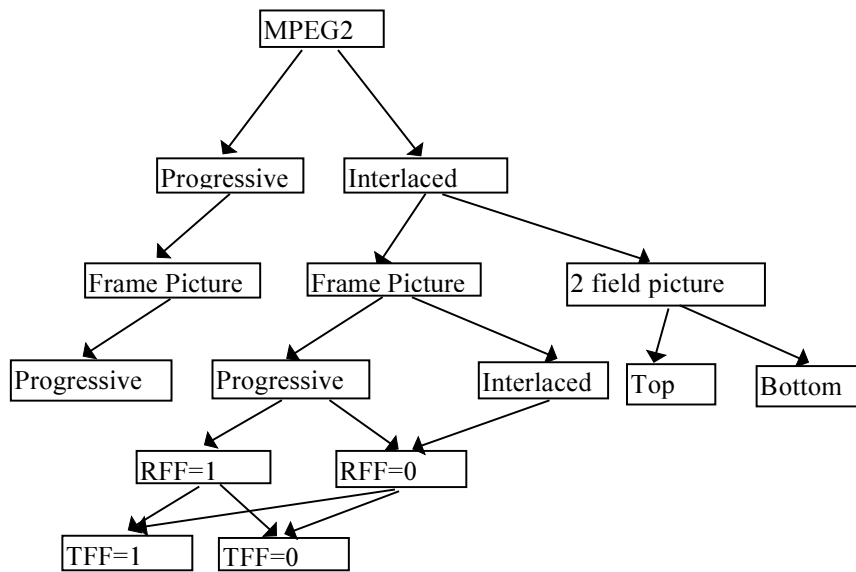 MPEG2
Progressive
Interlaced
Frame Picture
Frame Picture
2 field picture
Progressive
Progressive
Interlaced
Top
Bottom
RFF=1
RFF=0
TFF=1
TFF=0